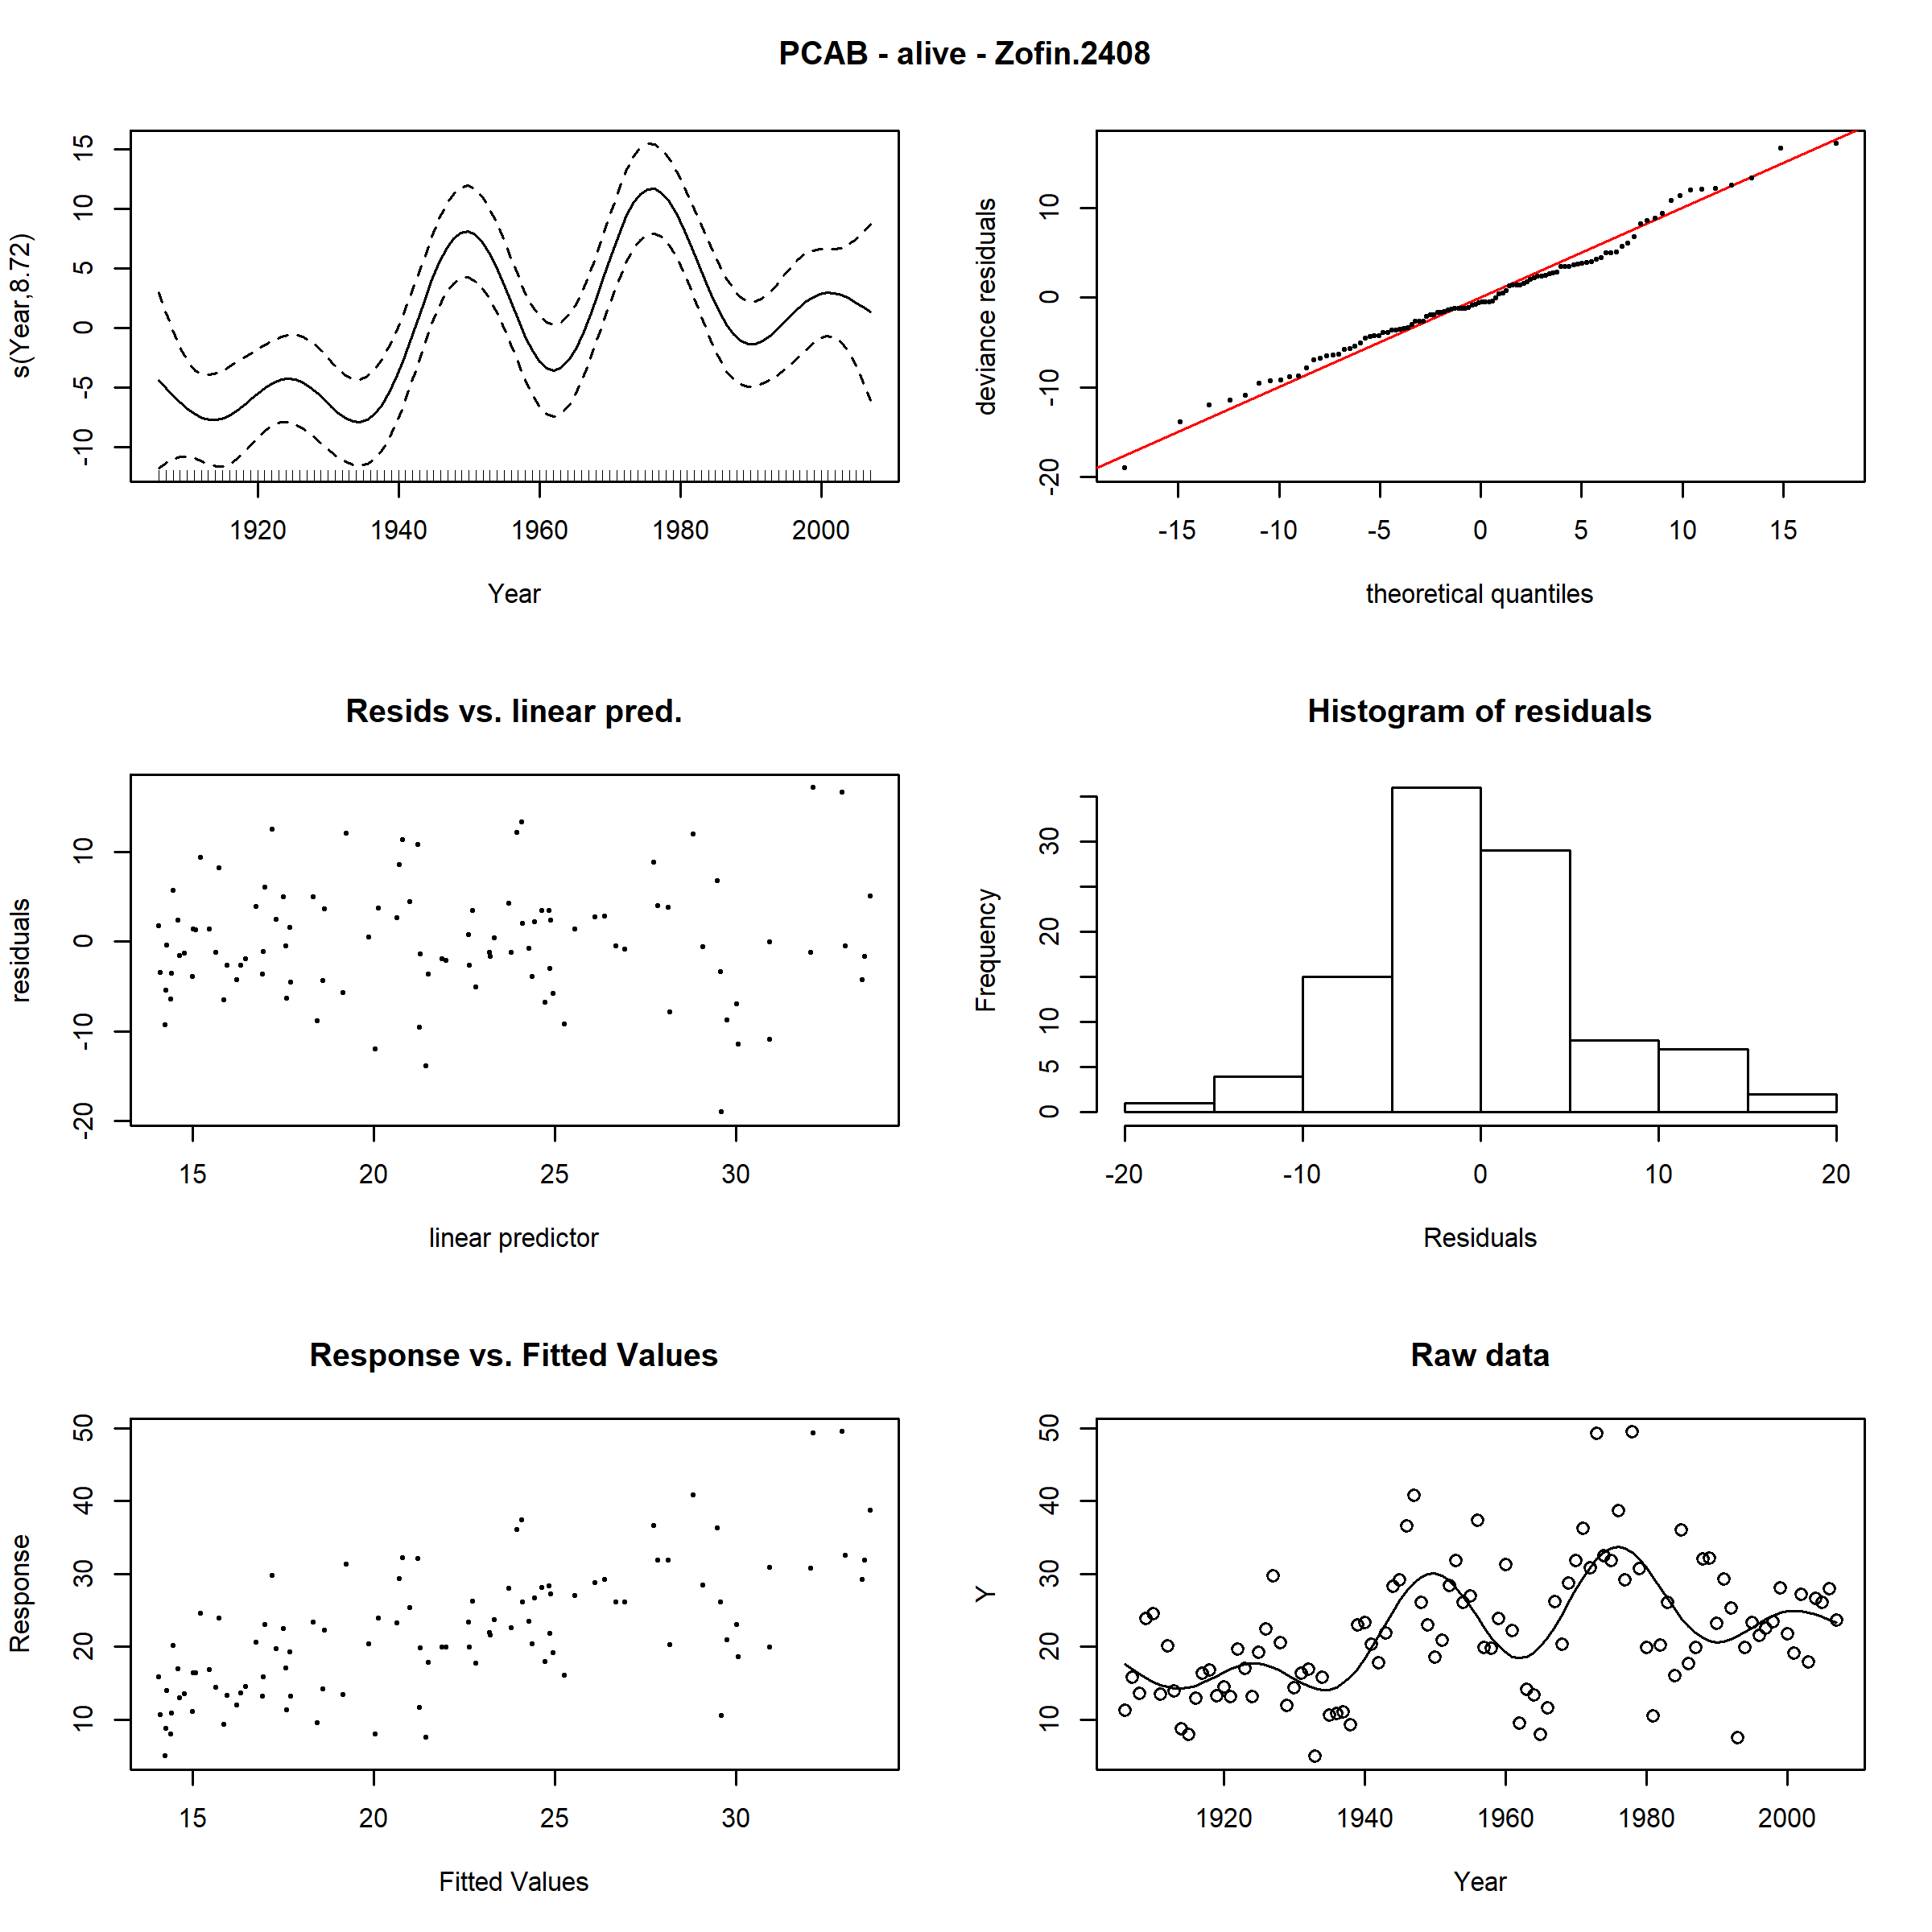 PCAB - alive - Zofin.2408
s(Year,8.72)
-10 -5 0 5 10 15
1920 1940 1960 1980 2000
Year
deviance residuals
-20 -10 0 10
-15 -10 -5 0 5 10 15
theoretical quantiles
Resids vs. linear pred.
residuals
-20 -10 0 10
15 20 25 30
linear predictor
Histogram of residuals
Frequency
0 5 10 20 30
-20 -10 0 10 20
Residuals
Response vs. Fitted Values
Response
10 20 30 40 50
15 20 25 30
Fitted Values
Raw data
Y
10 20 30 40 50
1920 1940 1960 1980 2000
Year